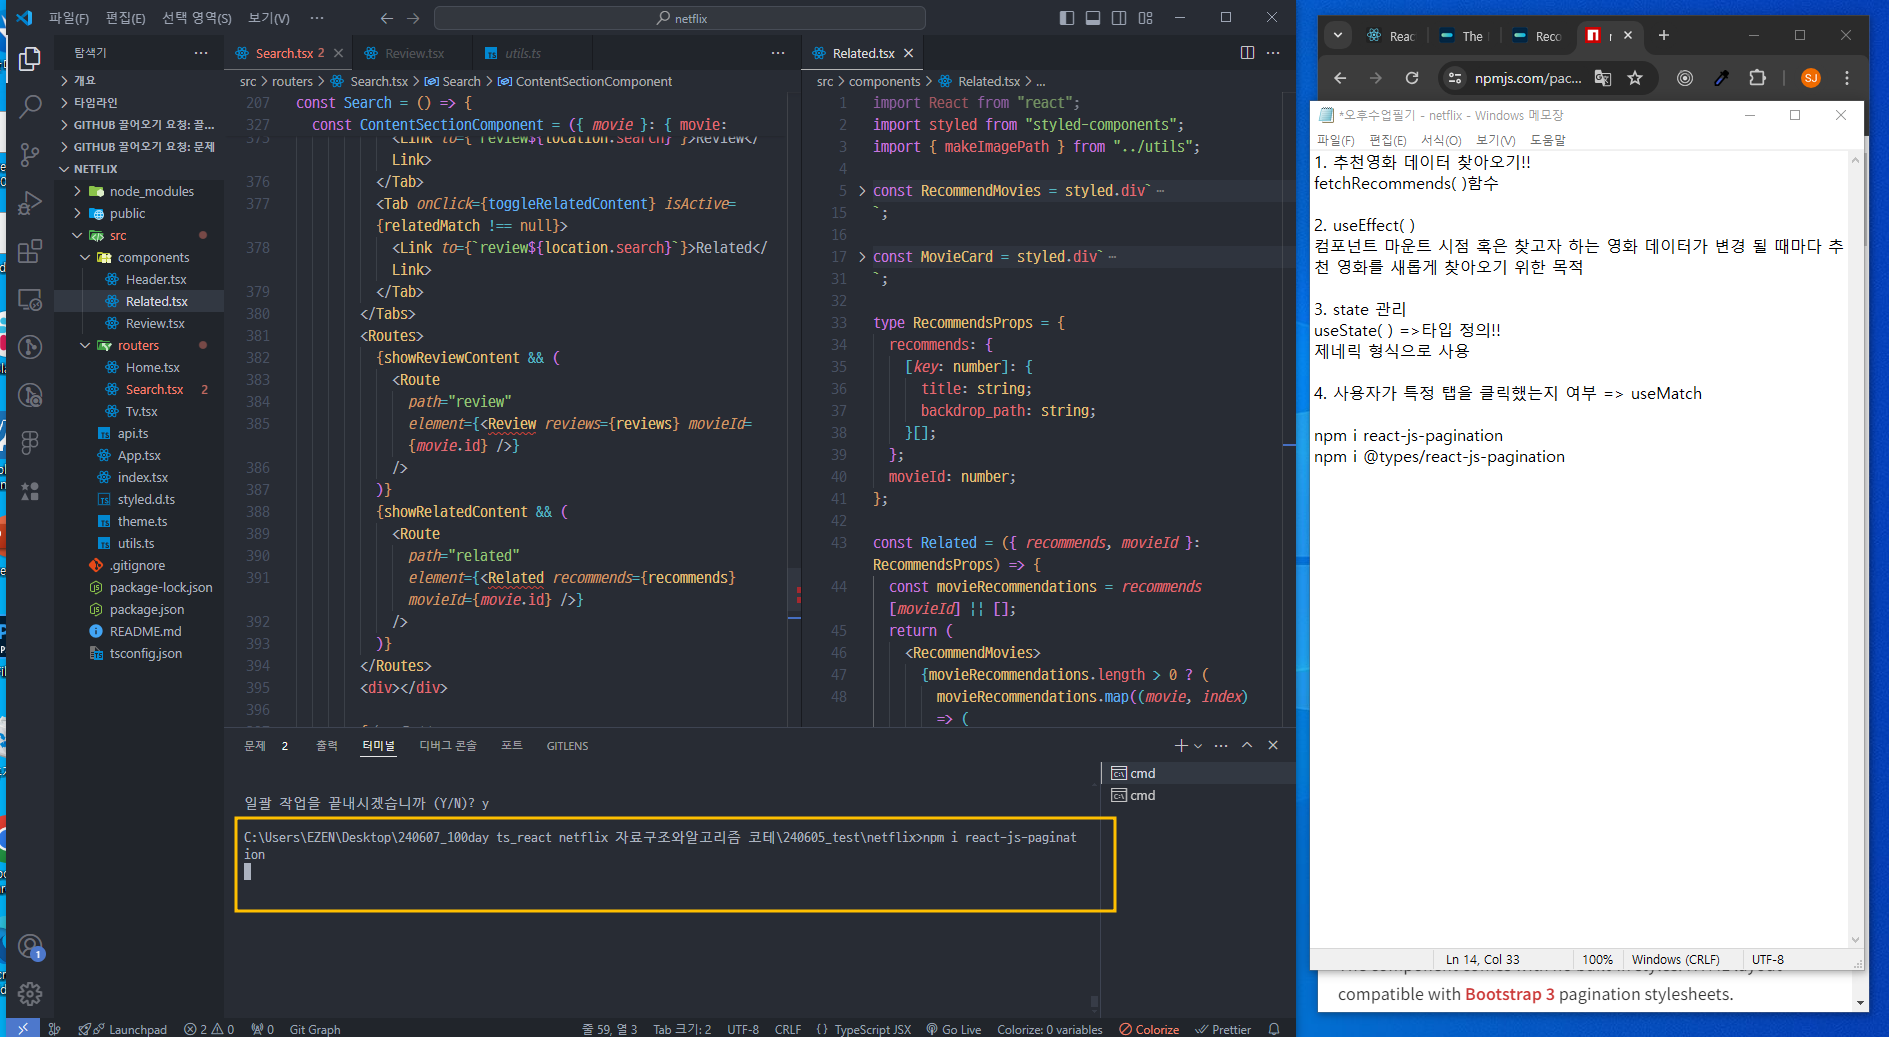 파일(F) 편집(E) 선택 영역(S) 보기(V) ···
netflix
탐색기 ···
개요
타임라인
GITHUB 끌어오기 요청: 끌...
GITHUB 끌어오기 요청: 문제
NETFLIX
node_modules
public
src
components
Header.tsx
Related.tsx
Review.tsx
routers
Home.tsx
Search.tsx 2
Tv.tsx
api.ts
App.tsx
index.tsx
styled.d.ts
theme.ts
utils.ts
.gitignore
package-lock.json
package.json
README.md
tsconfig.json
Search.tsx 2
Review.tsx
utils.ts
src > routers > Search.tsx > Search > ContentSectionComponent
207 const Search = () => {
327 const ContentSectionComponent = ({ movie }: { movie:
375 <Link to={`review${location.search}`}>Review</
Link>
376 </Tab>
377 <Tab onClick={toggleRelatedContent} isActive=
{relatedMatch !== null}>
378 <Link to={`review${location.search}`}>Related</
Link>
379 </Tab>
380 </Tabs>
381 <Routes>
382 {showReviewContent && (
383 <Route
384 path="review"
385 element={<Review reviews={reviews} movieId=
{movie.id} />}
386 />
387 )}
388 {showRelatedContent && (
389 <Route
390 path="related"
391 element={<Related recommends={recommends}
movieId={movie.id} />}
392 />
393 )}
394 </Routes>
395 <div></div>
396
Related.tsx
src > components > Related.tsx > ...
1 import React from "react";
2 import styled from "styled-components";
3 import { makeImagePath } from "../utils";
4
5 const RecommendMovies = styled.div`···
15 `;
16
17 const MovieCard = styled.div`···
31 `;
32
33 type RecommendsProps = {
34 recommends: {
35 [key: number]: {
36 title: string;
37 backdrop_path: string;
38 }[];
39 };
40 movieId: number;
41 };
42
43 const Related = ({ recommends, movieId }:
RecommendsProps) => {
44 const movieRecommendations = recommends
[movieId] || [];
45 return (
46 <RecommendMovies>
47 {movieRecommendations.length > 0 ? (
48 movieRecommendations.map((movie, index)
=> (
문제 2 출력 터미널 디버그 콘솔 포트 GITLENS
cmd
cmd
일괄 작업을 끝내시겠습니까 (Y/N)? y
C:\Users\EZEN\Desktop\240607_100day ts_react netflix 자료구조와알고리즘 코테\240605_test\netflix>npm i react-js-paginat
ion
1
Launchpad 2 0 0 Git Graph
줄 59, 열 3 Tab 크기: 2 UTF-8 CRLF {} TypeScript JSX Go Live Colorize: 0 variables Colorize Prettier
Reac The Reco
npmjs.com/pac...
SJ
*오후수업필기 - netflix - Windows 메모장
파일(F) 편집(E) 서식(O) 보기(V) 도움말
1. 추천영화 데이터 찾아오기!!
fetchRecommends( )함수
2. useEffect( )
컴포넌트 마운트 시점 혹은 찾고자 하는 영화 데이터가 변경 될 때마다 추
천 영화를 새롭게 찾아오기 위한 목적
3. state 관리
useState( ) =>타입 정의!!
제네릭 형식으로 사용
4. 사용자가 특정 탭을 클릭했는지 여부 => useMatch
npm i react-js-pagination
npm i @types/react-js-pagination
Ln 14, Col 33 100% Windows (CRLF) UTF-8
compatible with Bootstrap 3 pagination stylesheets.